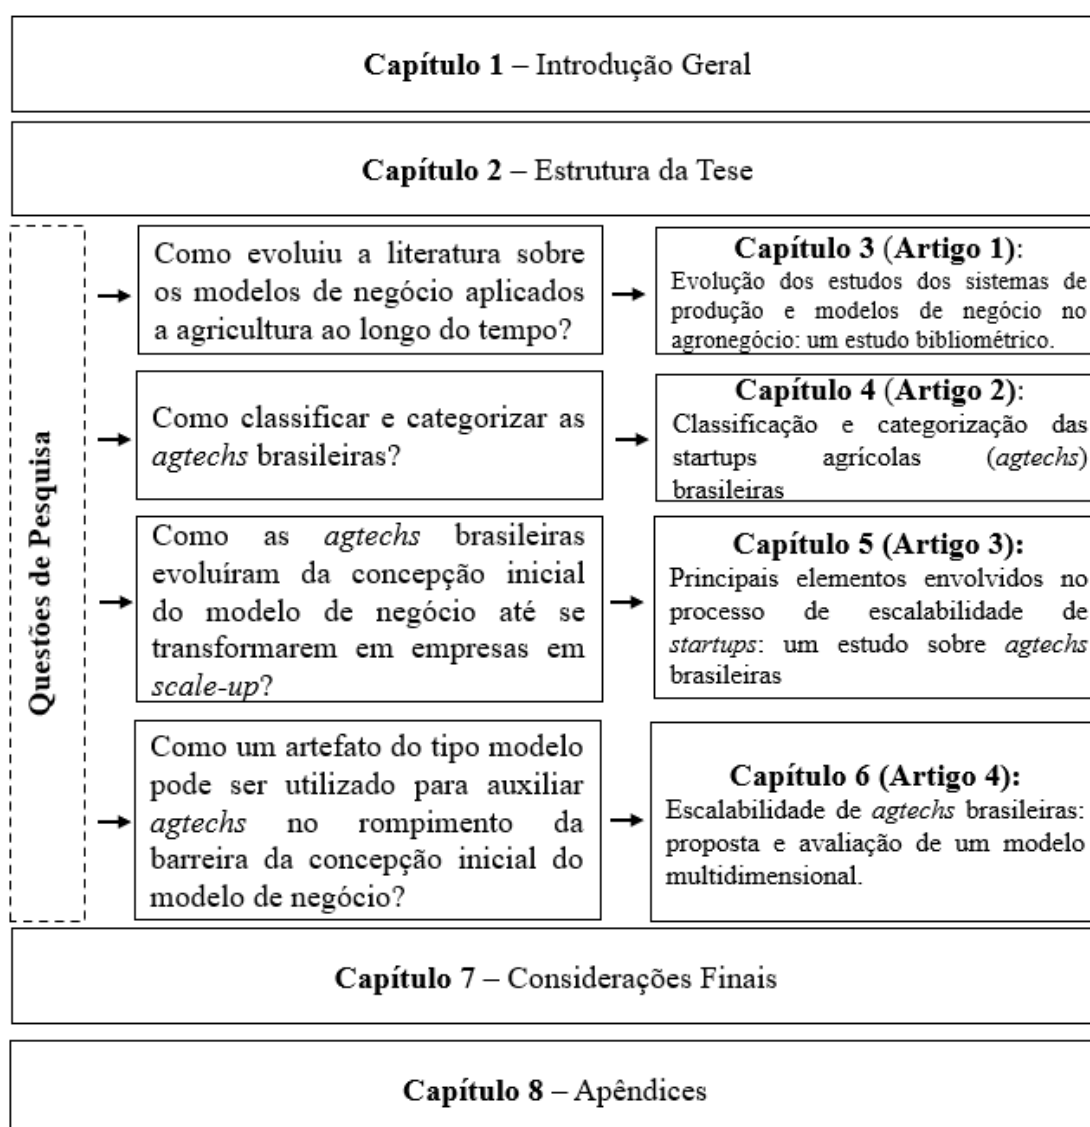 Capítulo 1 – Introdução Geral
Capítulo 2 – Estrutura da Tese
Questões de Pesquisa
Como evoluiu a literatura sobre
os modelos de negócio aplicados
a agricultura ao longo do tempo?
Capítulo 3 (Artigo 1):
Evolução dos estudos dos sistemas de
produção e modelos de negócio no
agronegócio: um estudo bibliométrico.
Como classificar e categorizar as
agtechs brasileiras?
Capítulo 4 (Artigo 2):
Classificação e categorização das
startups agrícolas (agtechs)
brasileiras
Como as agtechs brasileiras
evoluíram da concepção inicial
do modelo de negócio até se
transformarem em empresas em
scale-up?
Capítulo 5 (Artigo 3):
Principais elementos envolvidos no
processo de escalabilidade de
startups: um estudo sobre agtechs
brasileiras
Como um artefato do tipo modelo
pode ser utilizado para auxiliar
agtechs no rompimento da
barreira da concepção inicial do
modelo de negócio?
Capítulo 6 (Artigo 4):
Escalabilidade de agtechs brasileiras:
proposta e avaliação de um modelo
multidimensional.
Capítulo 7 – Considerações Finais
Capítulo 8 – Apêndices